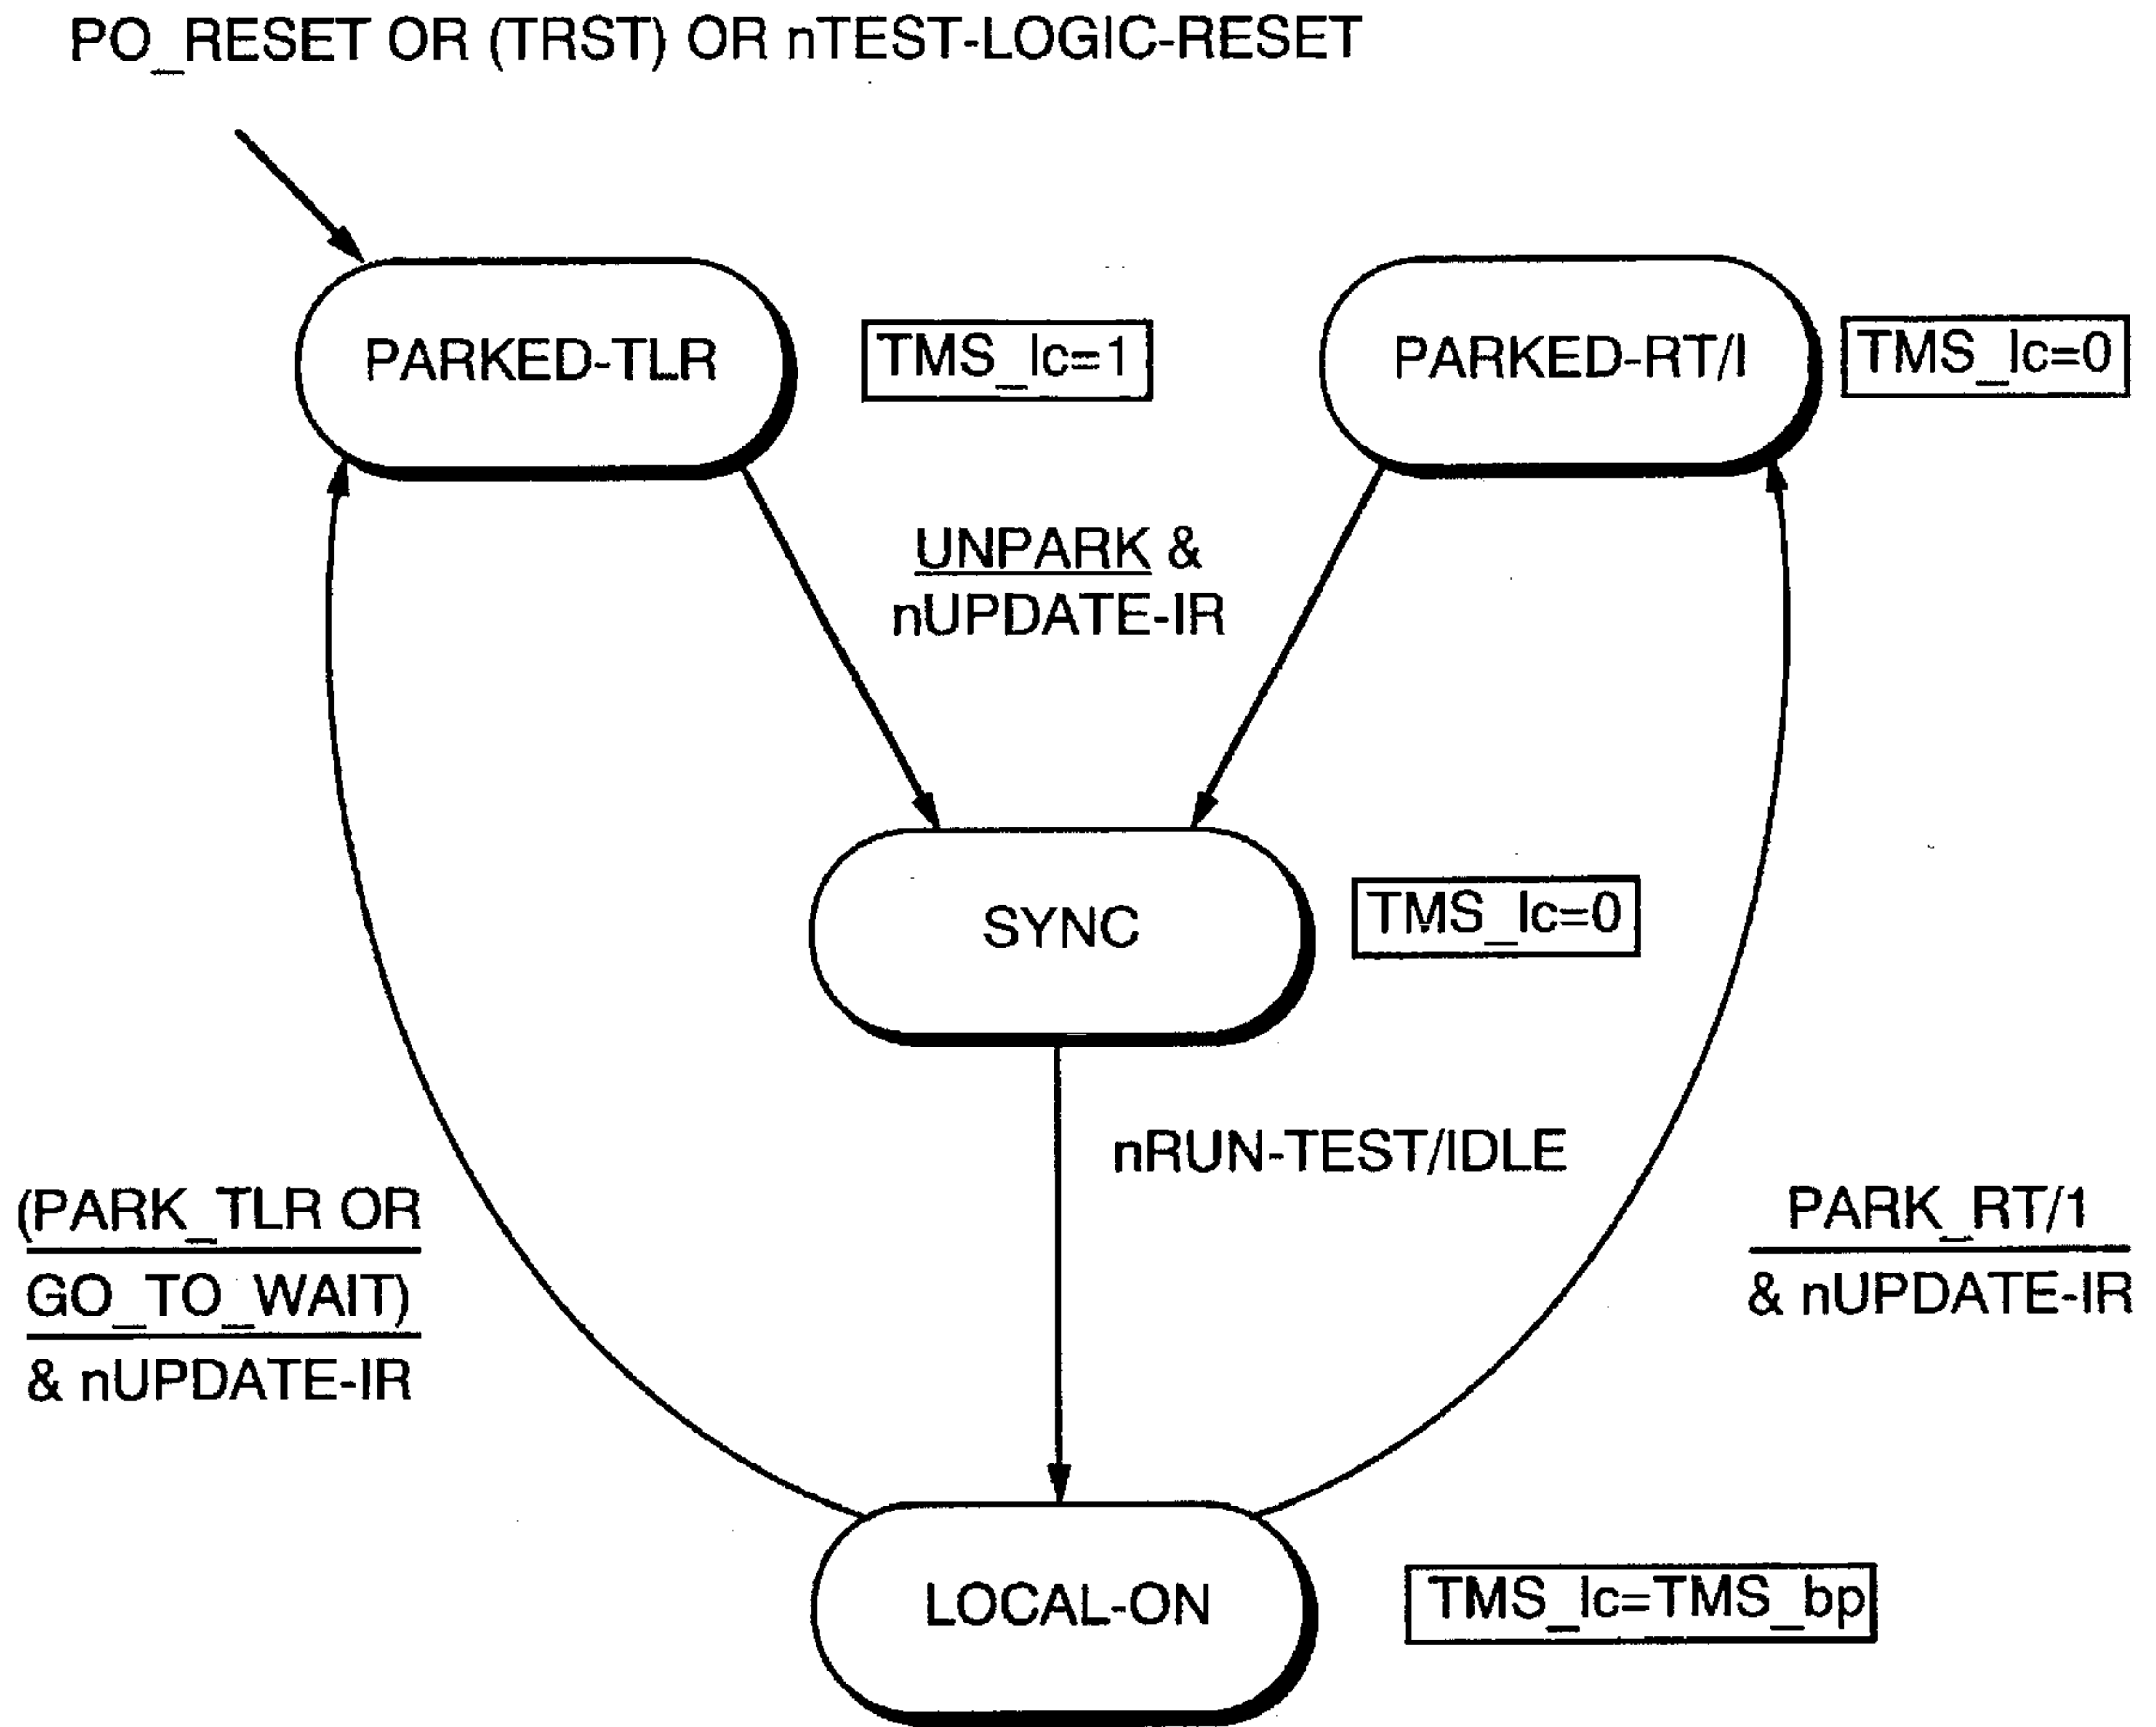 PO_RESET OR (TRST) OR nTEST-LOGIC-RESET
PARKED-TLR
TMS_lc=1
PARKED-RT/I
TMS_lc=0
UNPARK &
nUPDATE-IR
SYNC
TMS_lc=0
nRUN-TEST/IDLE
(PARK_TLR OR
GO_TO_WAIT)
& nUPDATE-IR
PARK_RT/1
& nUPDATE-IR
LOCAL-ON
TMS_lc=TMS_bp